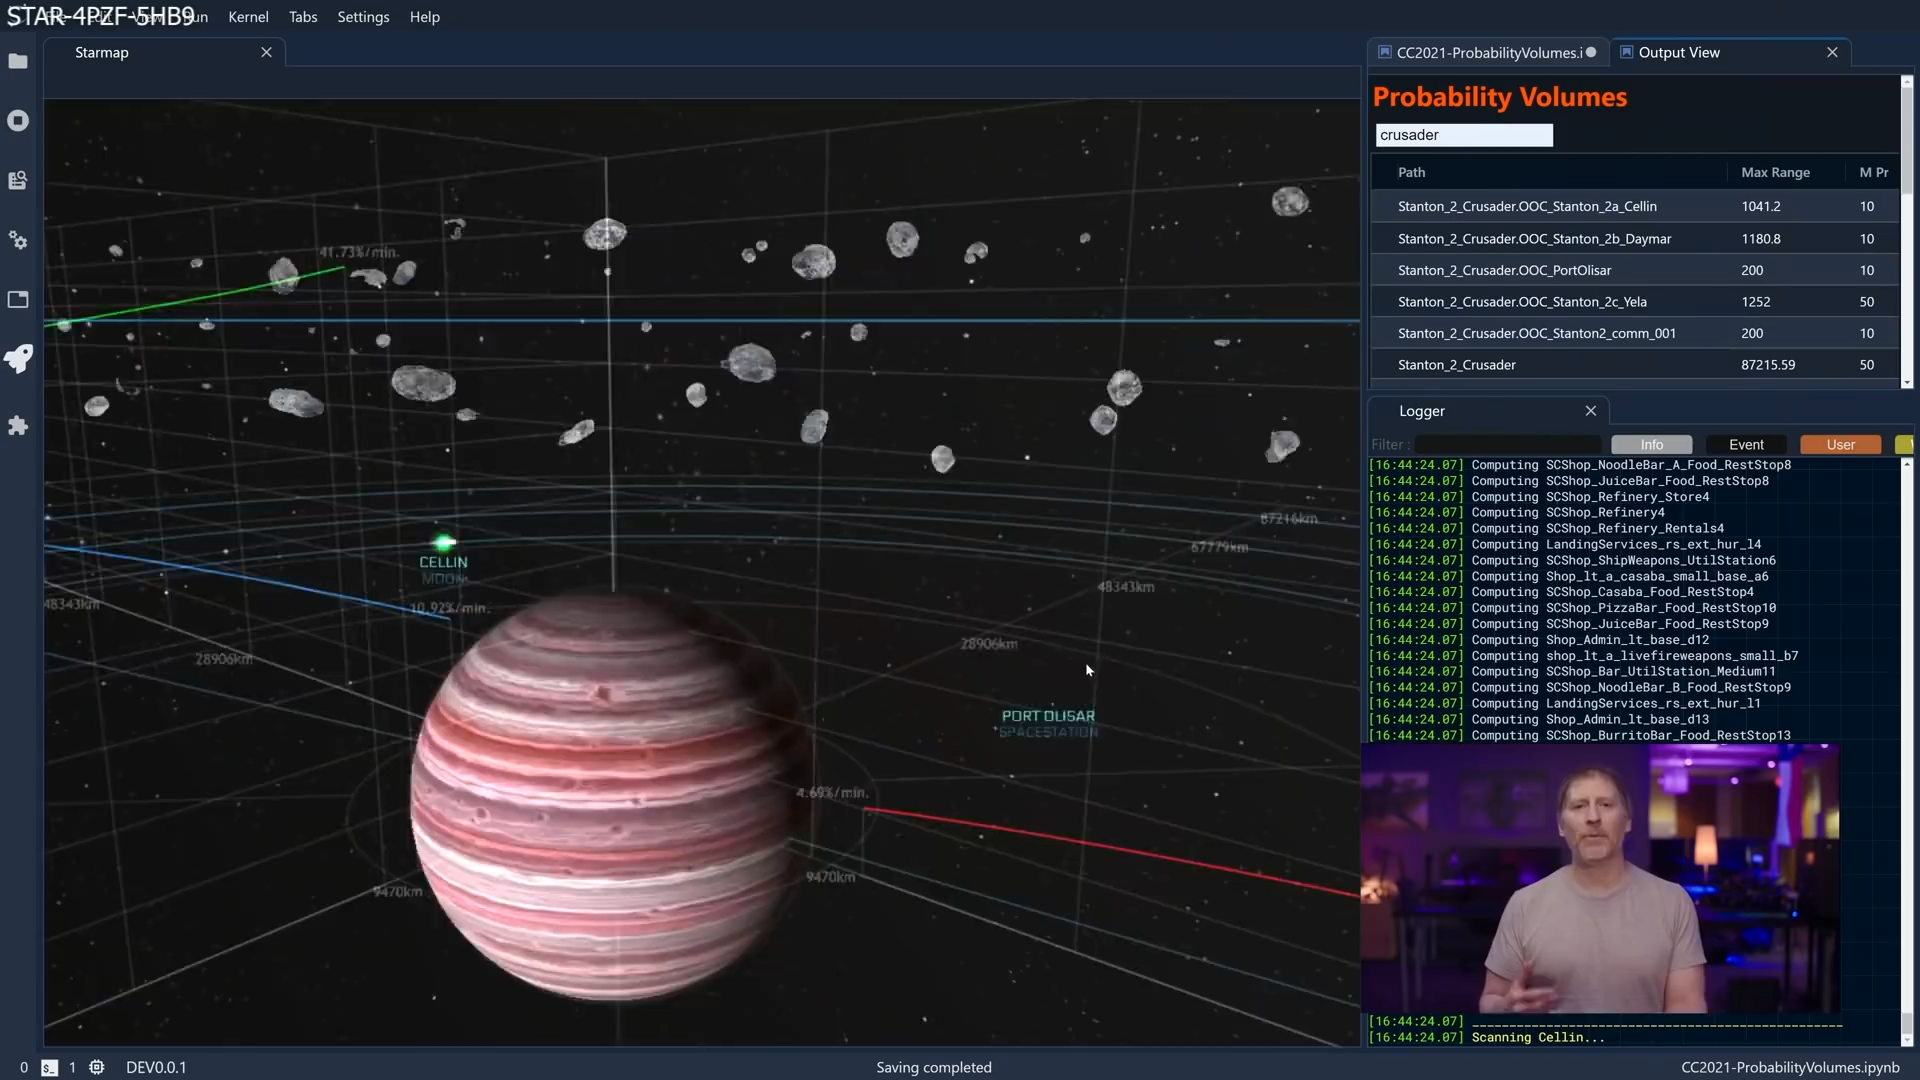 STAR-4PZF-5HB9
Kernel
Tabs
Settings
Help
Starmap
CC2021-ProbabilityVolumes.i
Output View
Probability Volumes
crusader
Path Max Range M Pr
Stanton_2_Crusader.OOC_Stanton_2a_Cellin 1041.2 10
Stanton_2_Crusader.OOC_Stanton_2b_Daymar 1180.8 10
Stanton_2_Crusader.OOC_PortOlisar 200 10
Stanton_2_Crusader.OOC_Stanton_2c_Yela 1252 50
Stanton_2_Crusader.OOC_Stanton2_comm_001 200 10
Stanton_2_Crusader 87215.59 50
Logger
Filter : Info Event User
[16:44:24.07] Computing SCShop_NoodleBar_A_Food_RestStop8
[16:44:24.07] Computing SCShop_JuiceBar_Food_RestStop8
[16:44:24.07] Computing SCShop_Refinery_Store4
[16:44:24.07] Computing SCShop_Refinery4
[16:44:24.07] Computing SCShop_Refinery_Rentals4
[16:44:24.07] Computing LandingServices_rs_ext_hur_l4
[16:44:24.07] Computing SCShop_ShipWeapons_UtilStation6
[16:44:24.07] Computing Shop_lt_a_casaba_small_base_a6
[16:44:24.07] Computing SCShop_Casaba_Food_RestStop4
[16:44:24.07] Computing SCShop_PizzaBar_Food_RestStop10
[16:44:24.07] Computing SCShop_JuiceBar_Food_RestStop9
[16:44:24.07] Computing Shop_Admin_lt_base_d12
[16:44:24.07] Computing shop_lt_a_livefireweapons_small_b7
[16:44:24.07] Computing SCShop_Bar_UtilStation_Medium11
[16:44:24.07] Computing SCShop_NoodleBar_B_Food_RestStop9
[16:44:24.07] Computing LandingServices_rs_ext_hur_l1
[16:44:24.07] Computing Shop_Admin_lt_base_d13
[16:44:24.07] Computing SCShop_BurritoBar_Food_RestStop13
[16:44:24.07]
[16:44:24.07] Scanning Cellin...
41.73%/min.
87216km
67779km
48343km
28906km
CELLIN
MOON
10.92%/min.
48343km
28906km
PORT OLISAR
SPACESTATION
4.69%/min.
9470km
9470km
0 1 DEV0.0.1
Saving completed
CC2021-ProbabilityVolumes.ipynb